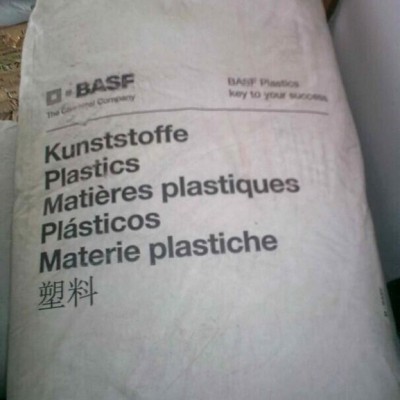 BASF
The Chemical Company
BASF Plastics
key to your success
Kunststoffe
Plastics
Matières plastiques
Plásticos
Materie plastiche
塑料